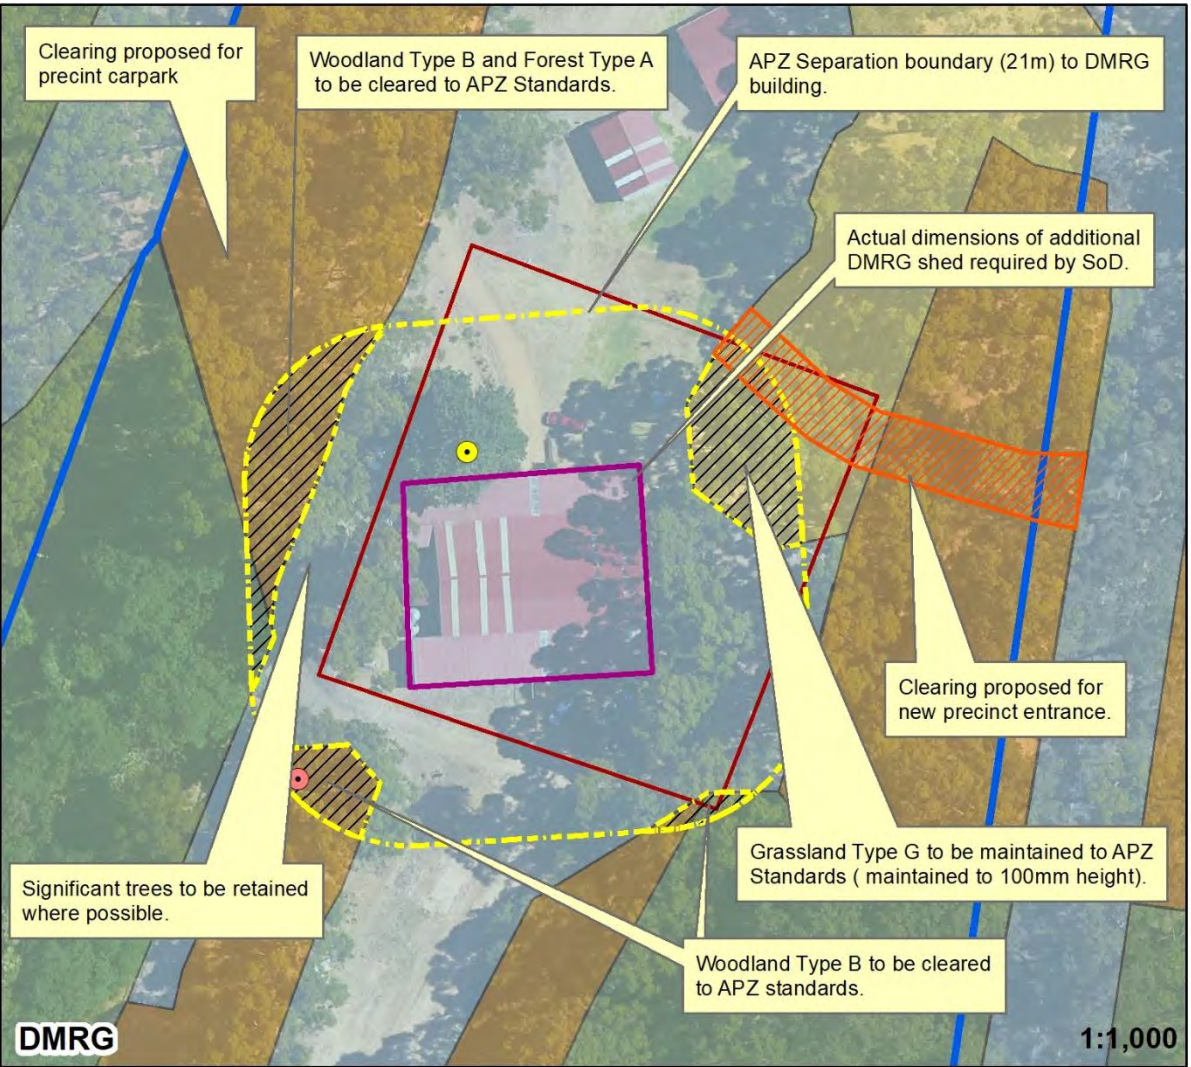 Clearing proposed for
precint carpark
Woodland Type B and Forest Type A
to be cleared to APZ Standards.
APZ Separation boundary (21m) to DMRG
building.
Actual dimensions of additional
DMRG shed required by SoD.
Clearing proposed for
new precinct entrance.
Grassland Type G to be maintained to APZ
Standards ( maintained to 100mm height).
Significant trees to be retained
where possible.
Woodland Type B to be cleared
to APZ standards.
DMRG
1:1,000